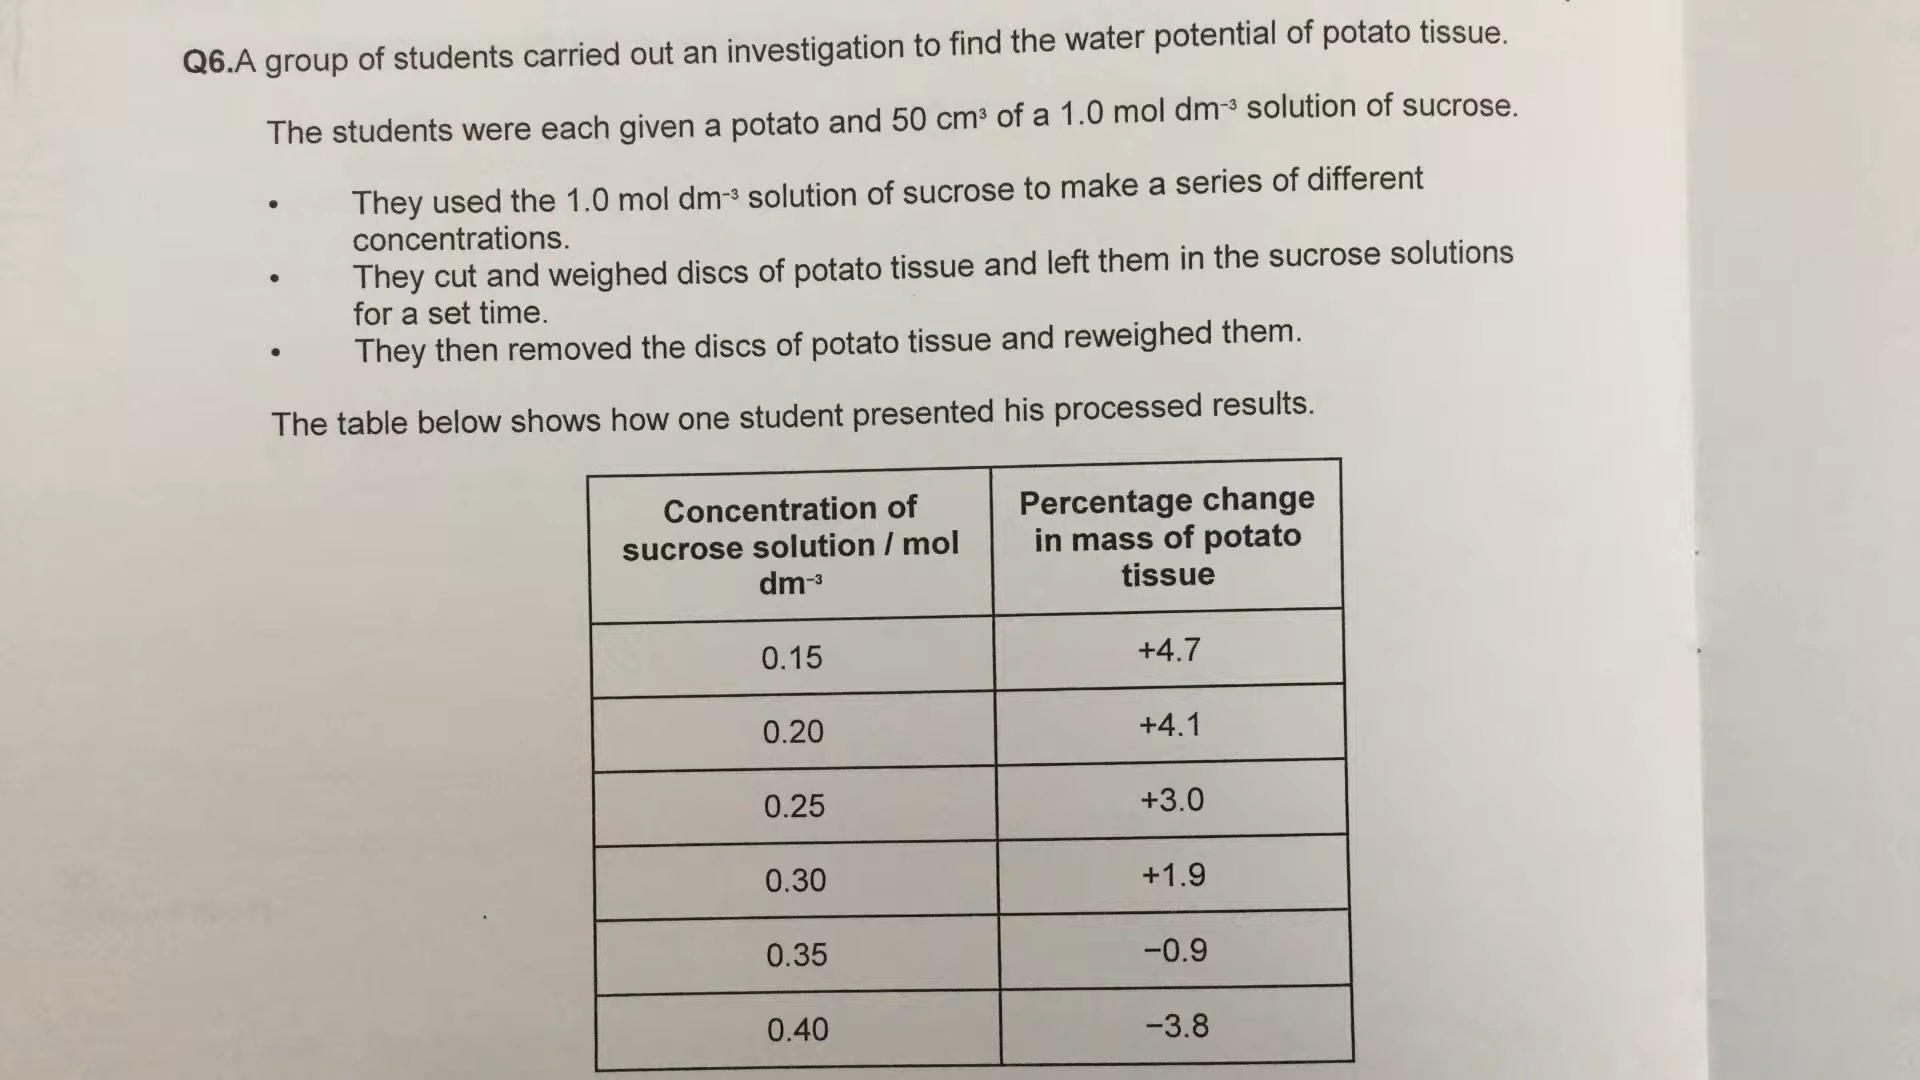 Q6.A group of students carried out an investigation to find the water potential of potato tissue.
The students were each given a potato and 50 cm³ of a 1.0 mol dm⁻³ solution of sucrose.
• They used the 1.0 mol dm⁻³ solution of sucrose to make a series of different
concentrations.
• They cut and weighed discs of potato tissue and left them in the sucrose solutions
for a set time.
• They then removed the discs of potato tissue and reweighed them.
The table below shows how one student presented his processed results.
Concentration of
sucrose solution / mol
dm⁻³
Percentage change
in mass of potato
tissue
0.15 +4.7
0.20 +4.1
0.25 +3.0
0.30 +1.9
0.35 −0.9
0.40 −3.8